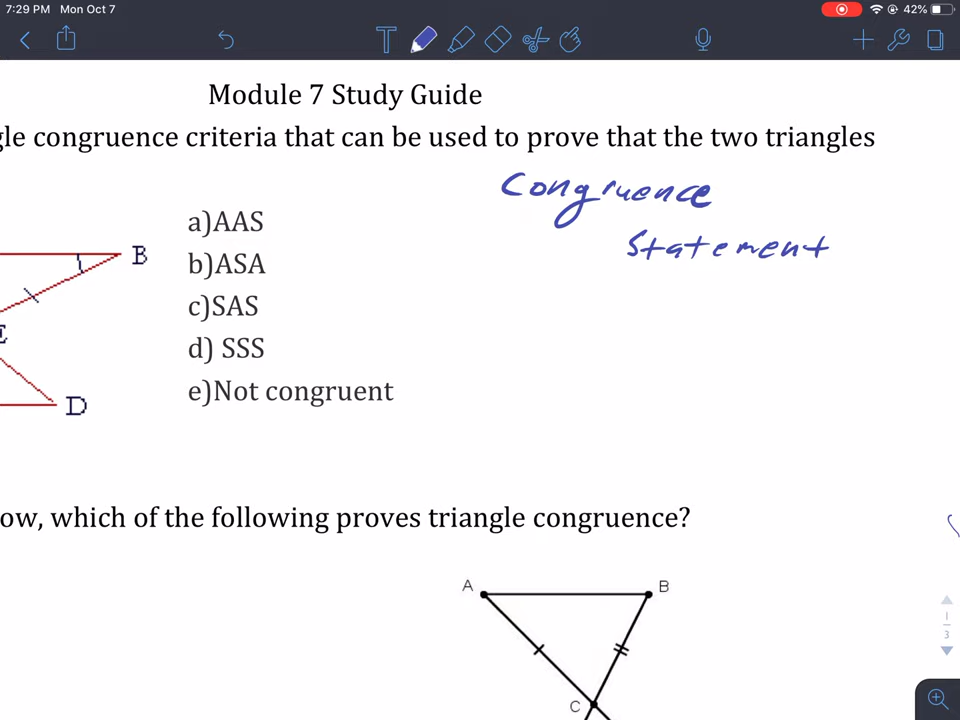 7:29 PM Mon Oct 7
42%
Module 7 Study Guide
gle congruence criteria that can be used to prove that the two triangles
Congruence
Statement
a)AAS
b)ASA
c)SAS
d) SSS
e)Not congruent
B
E
D
ow, which of the following proves triangle congruence?
A
B
C
1
3